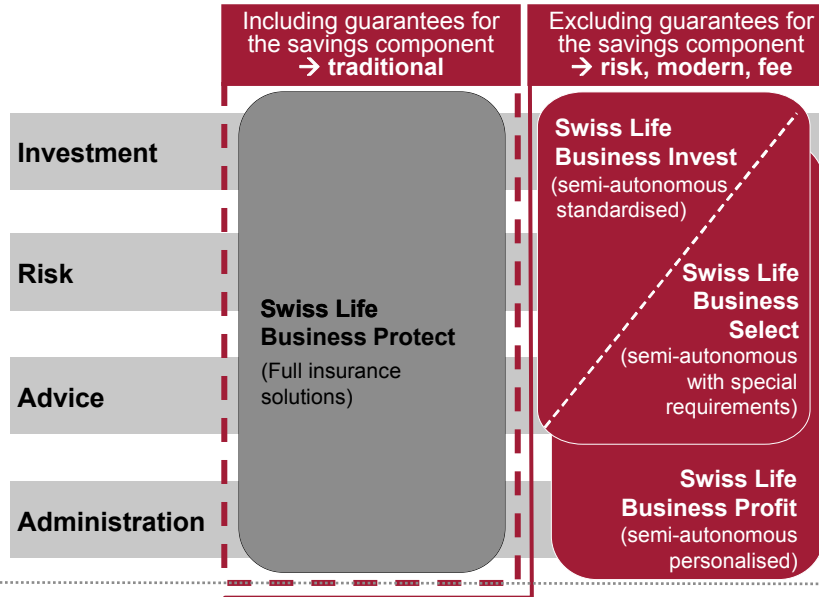 Including guarantees for
the savings component
→ traditional
Excluding guarantees for
the savings component
→ risk, modern, fee
Investment
Risk
Advice
Administration
Swiss Life
Business Protect
(Full insurance
solutions)
Swiss Life
Business Invest
(semi-autonomous
standardised)
Swiss Life
Business
Select
(semi-autonomous
with special
requirements)
Swiss Life
Business Profit
(semi-autonomous
personalised)